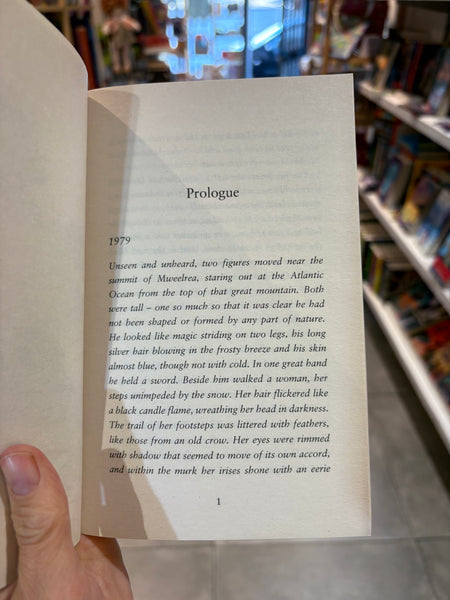 Prologue
1979
Unseen and unheard, two figures moved near the
summit of Mweelrea, staring out at the Atlantic
Ocean from the top of that great mountain. Both
were tall – one so much so that it was clear he had
not been shaped or formed by any part of nature.
He looked like magic striding on two legs, his long
silver hair blowing in the frosty breeze and his skin
almost blue, though not with cold. In one great hand
he held a sword. Beside him walked a woman, her
steps unimpeded by the snow. Her hair flickered like
a black candle flame, wreathing her head in darkness.
The trail of her footsteps was littered with feathers,
like those from an old crow. Her eyes were rimmed
with shadow that seemed to move of its own accord,
and within the murk her irises shone with an eerie
1